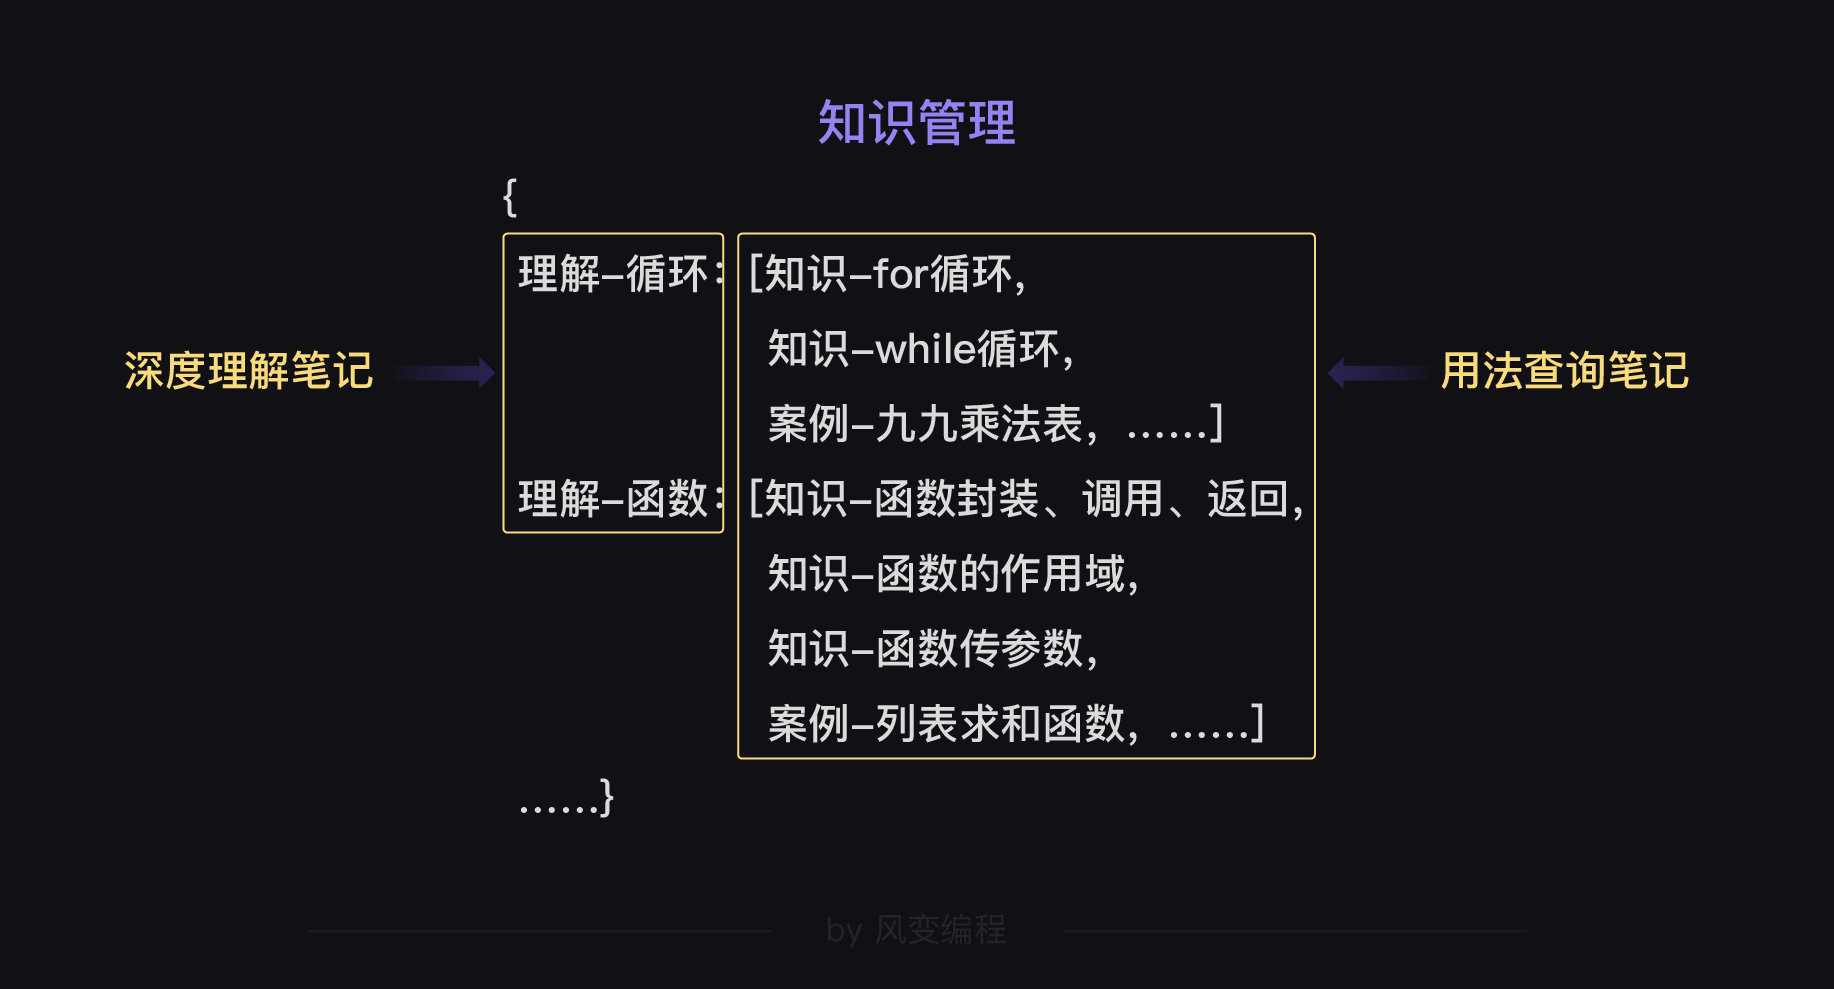 知识管理
{
理解-循环：[知识-for循环,
知识-while循环,
深度理解笔记
用法查询笔记
案例-九九乘法表，……]
理解-函数：[知识-函数封装、调用、返回,
知识-函数的作用域,
知识-函数传参数,
案例-列表求和函数，……]
……}
by 风变编程